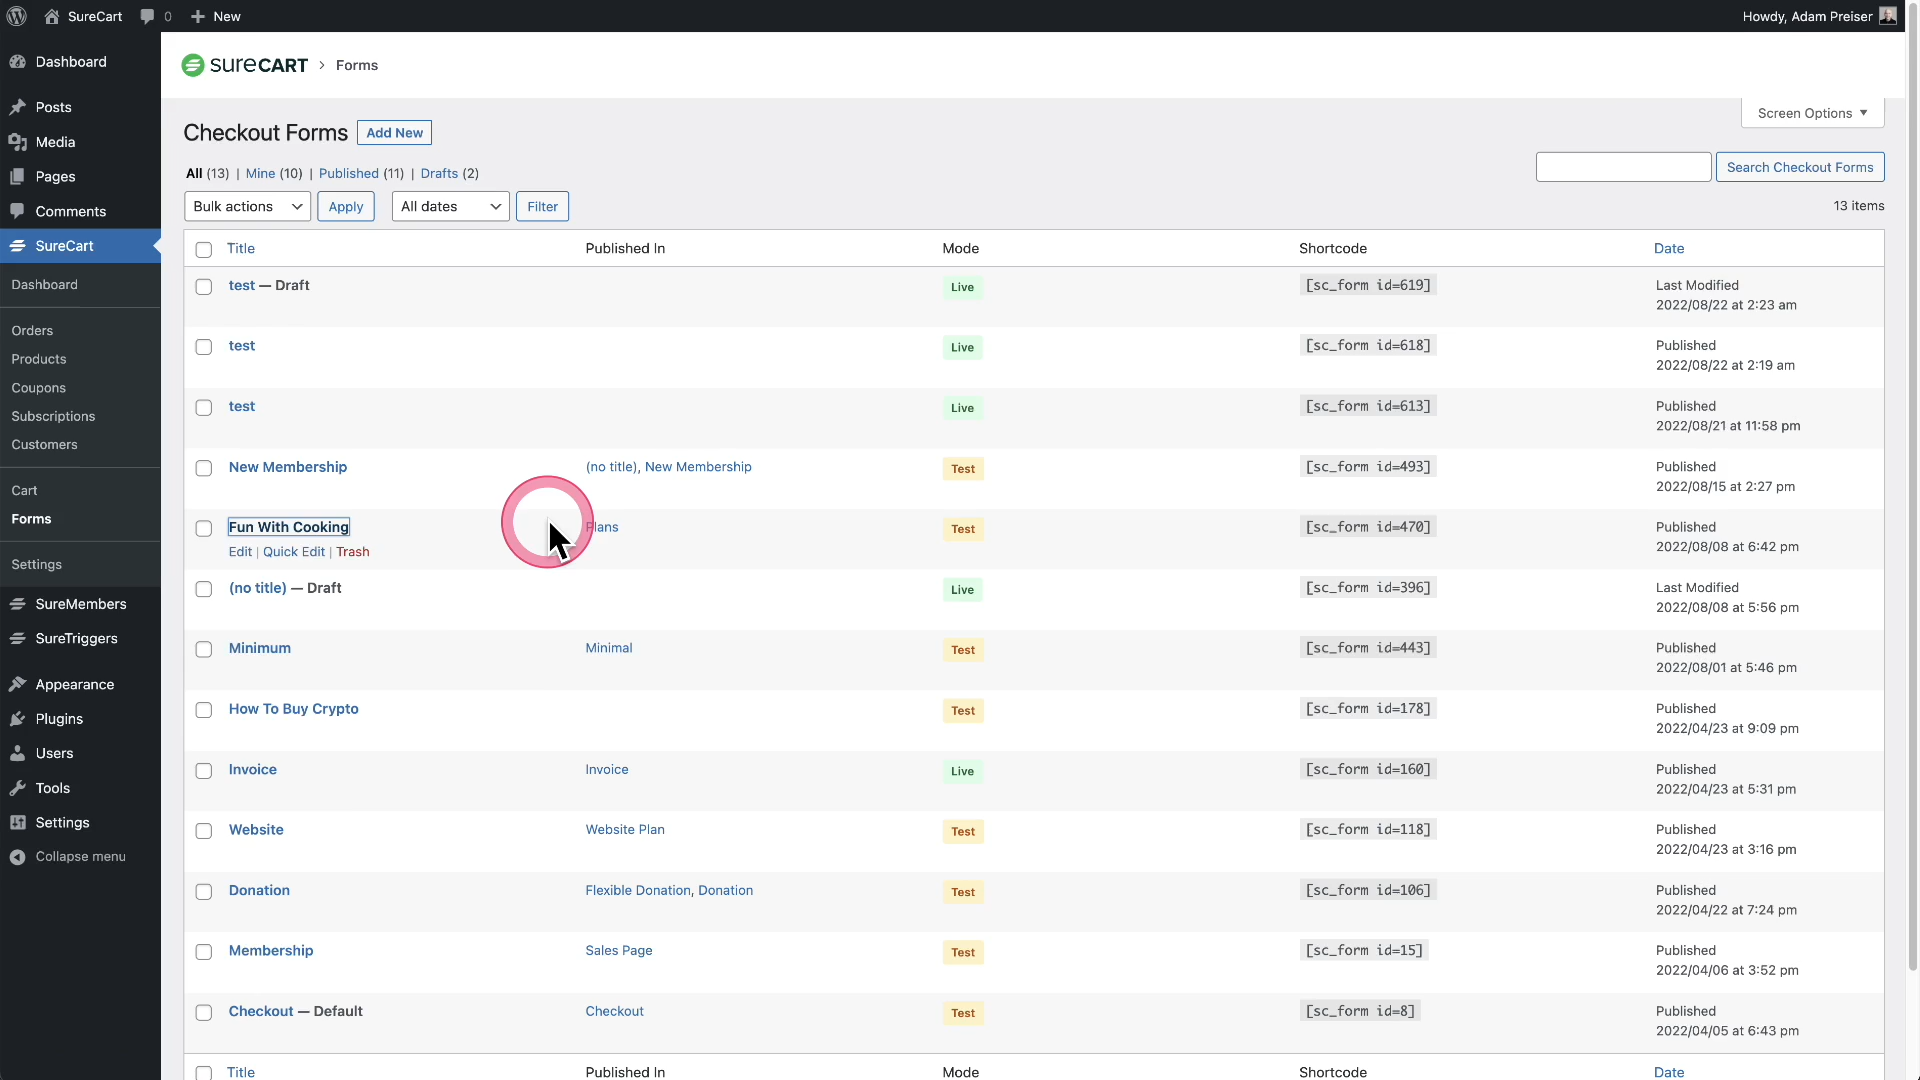 SureCart 0 New Howdy, Adam Preiser
Dashboard
Posts
Media
Pages
Comments
SureCart
Dashboard
Orders
Products
Coupons
Subscriptions
Customers
Cart
Forms
Settings
SureMembers
SureTriggers
Appearance
Plugins
Users
Tools
Settings
Collapse menu
SURECART > Forms
Screen Options
Checkout Forms Add New
All (13) | Mine (10) | Published (11) | Drafts (2)
Search Checkout Forms
Bulk actions Apply All dates Filter 13 items
Title Published In Mode Shortcode Date
test — Draft Live [sc_form id=619] Last Modified
2022/08/22 at 2:23 am
test Live [sc_form id=618] Published
2022/08/22 at 2:19 am
test Live [sc_form id=613] Published
2022/08/21 at 11:58 pm
New Membership (no title), New Membership Test [sc_form id=493] Published
2022/08/15 at 2:27 pm
Fun With Cooking Plans Test [sc_form id=470] Published
Edit | Quick Edit | Trash 2022/08/08 at 6:42 pm
(no title) — Draft Live [sc_form id=396] Last Modified
2022/08/08 at 5:56 pm
Minimum Minimal Test [sc_form id=443] Published
2022/08/01 at 5:46 pm
How To Buy Crypto Test [sc_form id=178] Published
2022/04/23 at 9:09 pm
Invoice Invoice Live [sc_form id=160] Published
2022/04/23 at 5:31 pm
Website Website Plan Test [sc_form id=118] Published
2022/04/23 at 3:16 pm
Donation Flexible Donation, Donation Test [sc_form id=106] Published
2022/04/22 at 7:24 pm
Membership Sales Page Test [sc_form id=15] Published
2022/04/06 at 3:52 pm
Checkout — Default Checkout Test [sc_form id=8] Published
2022/04/05 at 6:43 pm
Title Published In Mode Shortcode Date